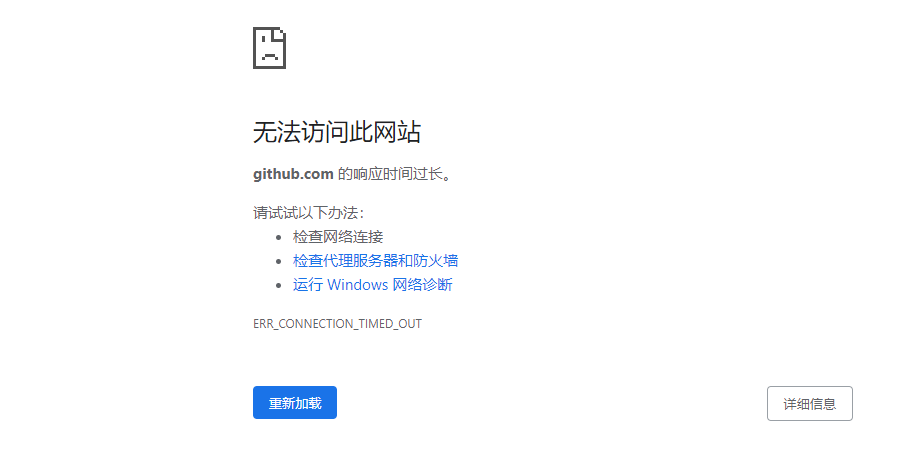 无法访问此网站
github.com 的响应时间过长。
请试试以下办法：
检查网络连接
检查代理服务器和防火墙
运行 Windows 网络诊断
ERR_CONNECTION_TIMED_OUT
重新加载
详细信息